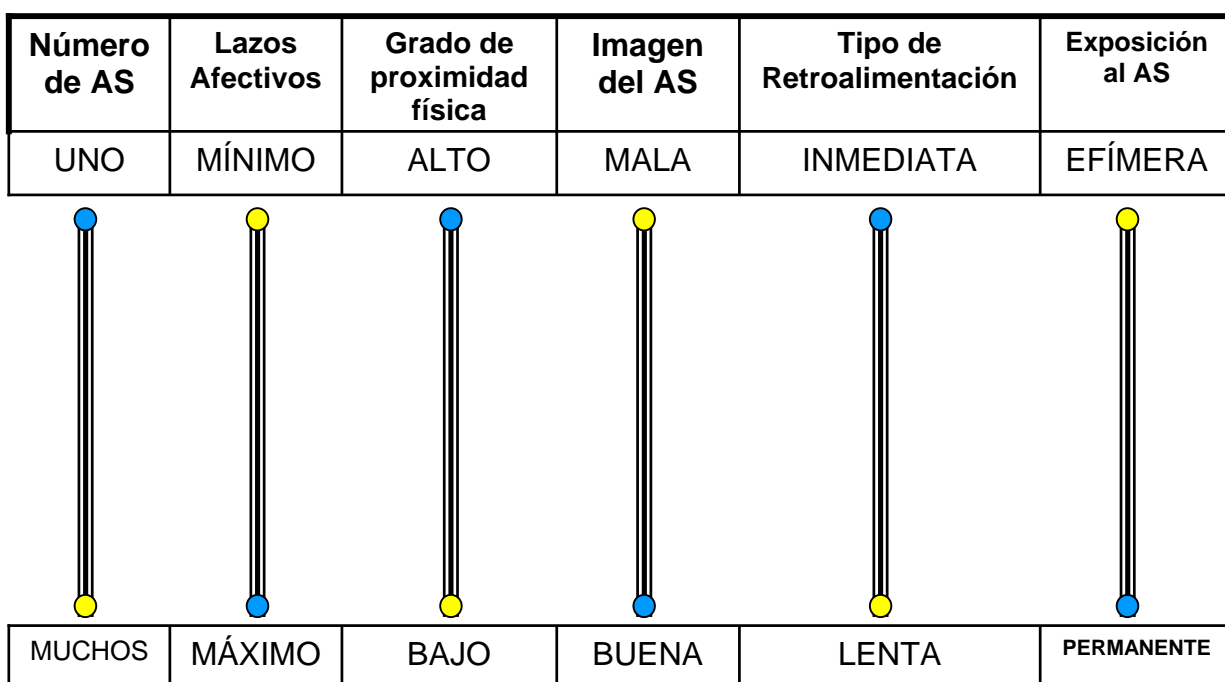 Número de AS
Lazos Afectivos
Grado de proximidad física
Imagen del AS
Tipo de Retroalimentación
Exposición al AS
UNO
MÍNIMO
ALTO
MALA
INMEDIATA
EFÍMERA
MUCHOS
MÁXIMO
BAJO
BUENA
LENTA
PERMANENTE